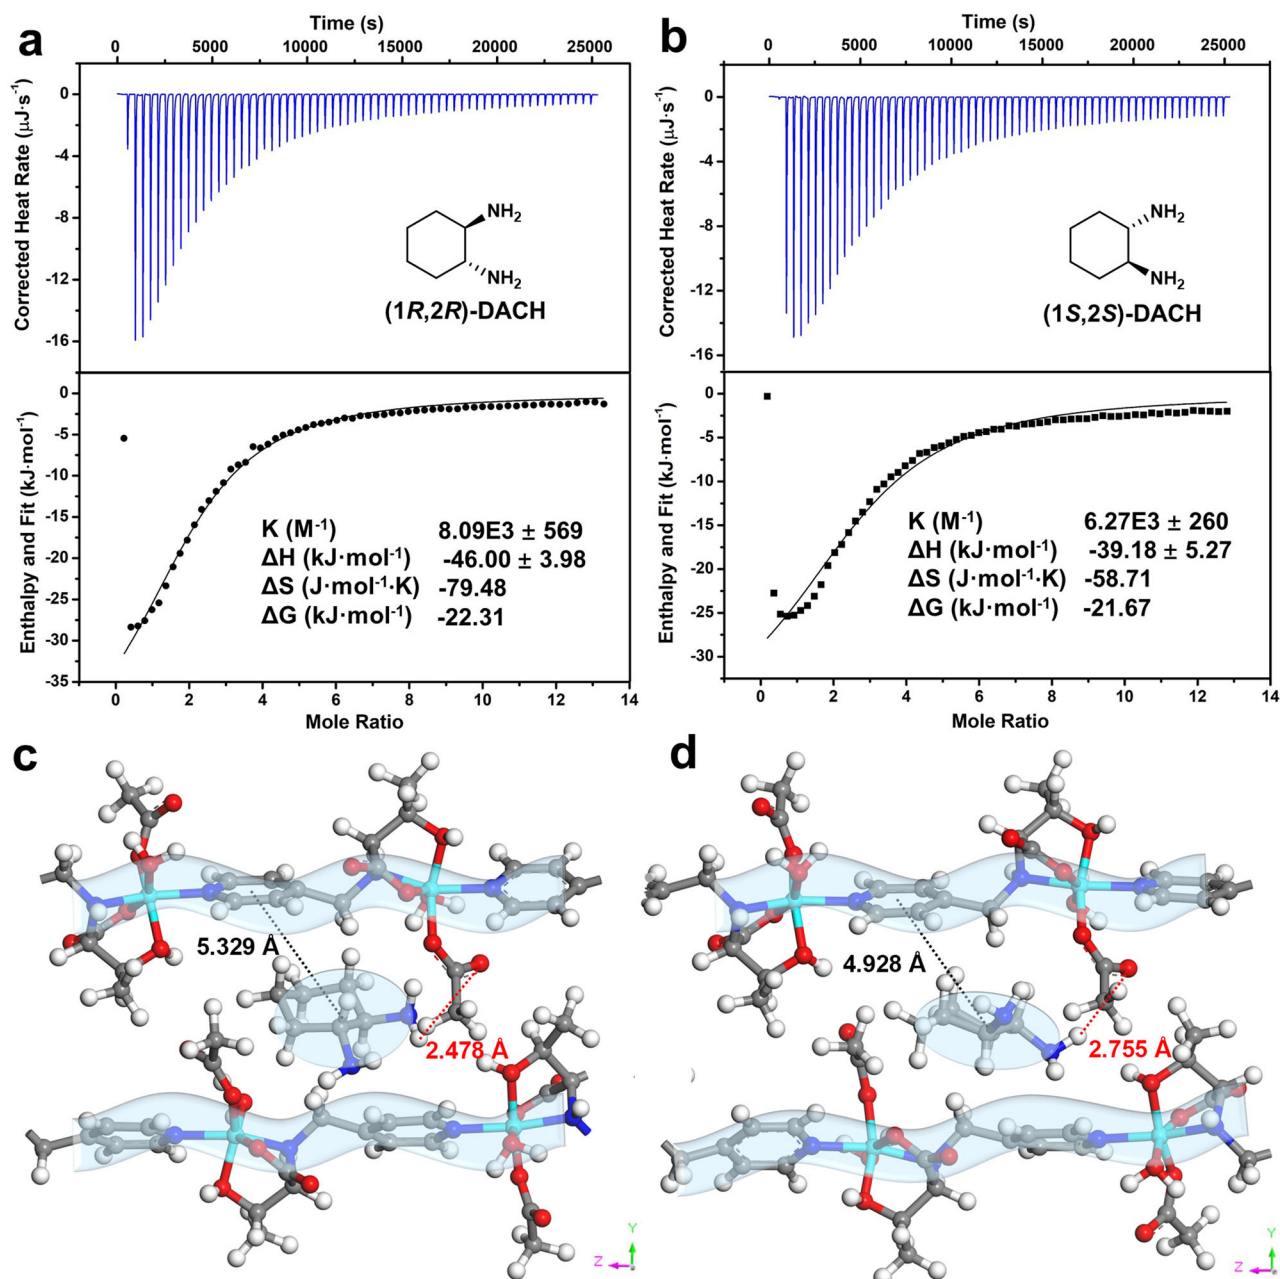 a
Time (s)
0 5000 10000 15000 20000 25000
Corrected Heat Rate (µJ·s⁻¹)
0
-4
-8
-12
-16
NH₂
NH₂
(1R,2R)-DACH
Enthalpy and Fit (kJ·mol⁻¹)
0
-5
-10
-15
-20
-25
-30
-35
K (M⁻¹) 8.09E3 ± 569
ΔH (kJ·mol⁻¹) -46.00 ± 3.98
ΔS (J·mol⁻¹·K) -79.48
ΔG (kJ·mol⁻¹) -22.31
0 2 4 6 8 10 12 14
Mole Ratio
b
Time (s)
0 5000 10000 15000 20000 25000
Corrected Heat Rate (µJ·s⁻¹)
0
-4
-8
-12
-16
NH₂
NH₂
(1S,2S)-DACH
Enthalpy and Fit (kJ·mol⁻¹)
0
-5
-10
-15
-20
-25
-30
K (M⁻¹) 6.27E3 ± 260
ΔH (kJ·mol⁻¹) -39.18 ± 5.27
ΔS (J·mol⁻¹·K) -58.71
ΔG (kJ·mol⁻¹) -21.67
0 2 4 6 8 10 12 14
Mole Ratio
c
5.329 Å
2.478 Å
Y
Z
d
4.928 Å
2.755 Å
Y
Z